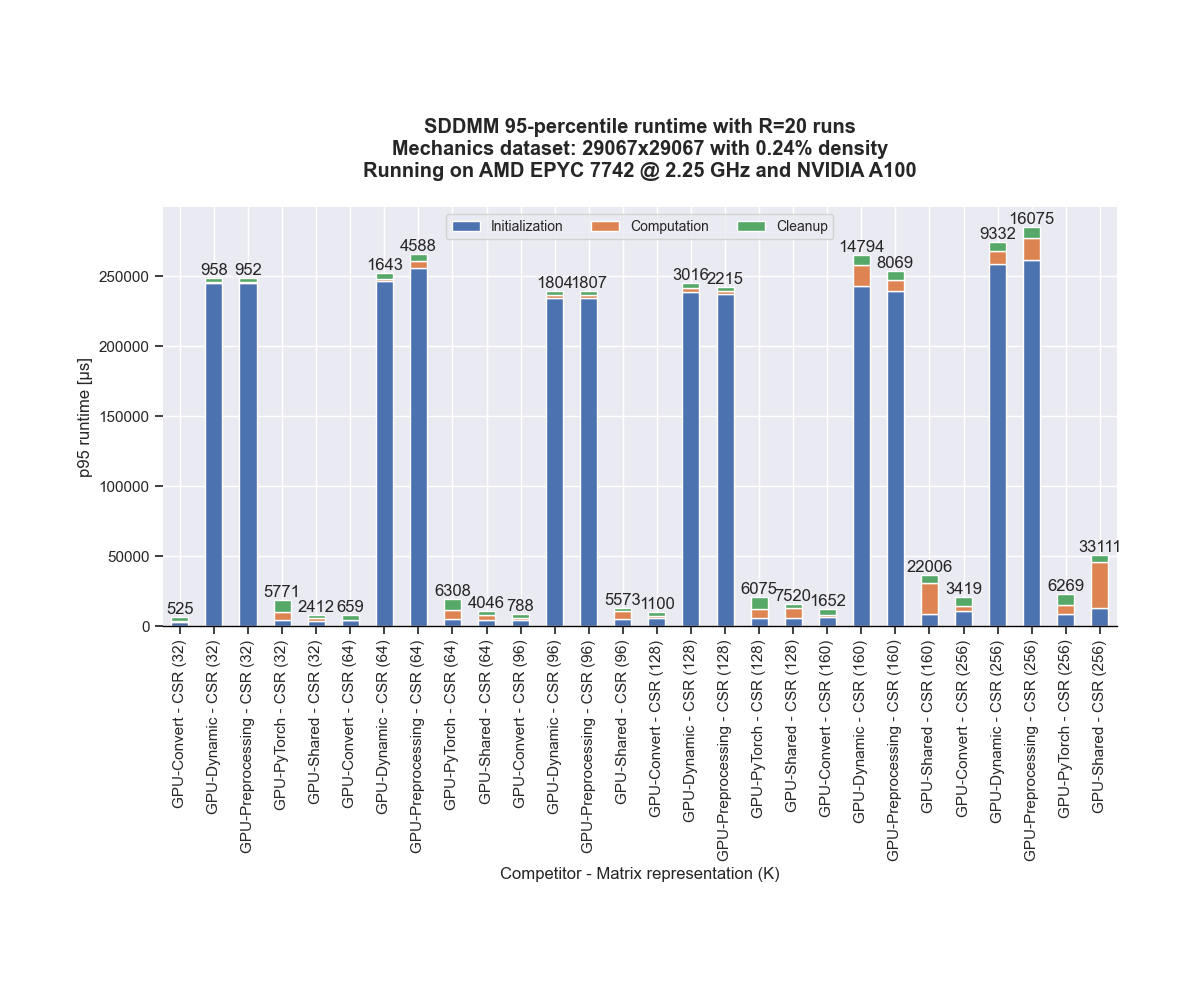 SDDMM 95-percentile runtime with R=20 runs
Mechanics dataset: 29067x29067 with 0.24% density
Running on AMD EPYC 7742 @ 2.25 GHz and NVIDIA A100
Initialization
Computation
Cleanup
p95 runtime [μs]
250000
200000
150000
100000
50000
0
525
958
952
5771
2412
659
1643
4588
6308
4046
788
1804
1807
5573
1100
3016
2215
6075
7520
1652
14794
8069
22006
3419
9332
16075
6269
33111
GPU-Convert - CSR (32)
GPU-Dynamic - CSR (32)
GPU-Preprocessing - CSR (32)
GPU-PyTorch - CSR (32)
GPU-Shared - CSR (32)
GPU-Convert - CSR (64)
GPU-Dynamic - CSR (64)
GPU-Preprocessing - CSR (64)
GPU-PyTorch - CSR (64)
GPU-Shared - CSR (64)
GPU-Convert - CSR (96)
GPU-Dynamic - CSR (96)
GPU-Preprocessing - CSR (96)
GPU-Shared - CSR (96)
GPU-Convert - CSR (128)
GPU-Dynamic - CSR (128)
GPU-Preprocessing - CSR (128)
GPU-PyTorch - CSR (128)
GPU-Shared - CSR (128)
GPU-Convert - CSR (160)
GPU-Dynamic - CSR (160)
GPU-Preprocessing - CSR (160)
GPU-Shared - CSR (160)
GPU-Convert - CSR (256)
GPU-Dynamic - CSR (256)
GPU-Preprocessing - CSR (256)
GPU-PyTorch - CSR (256)
GPU-Shared - CSR (256)
Competitor - Matrix representation (K)